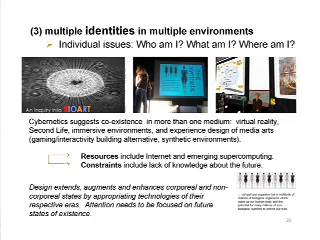 (3) multiple identities in multiple environments
Individual issues: Who am I? What am I? Where am I?
An Inquiry into BIOART
Cybernetics suggests co-existence in more than one medium: virtual reality,
Second Life, immersive environments, and experience design of media arts
(gaming/interactivity building alternative, synthetic environments).
Resources include Internet and emerging supercomputing.
Constraints include lack of knowledge about the future.
Design extends, augments and enhances corporeal and non-
corporeal states by appropriating technologies of their
respective eras. Attention needs to be focused on future
states of existence.